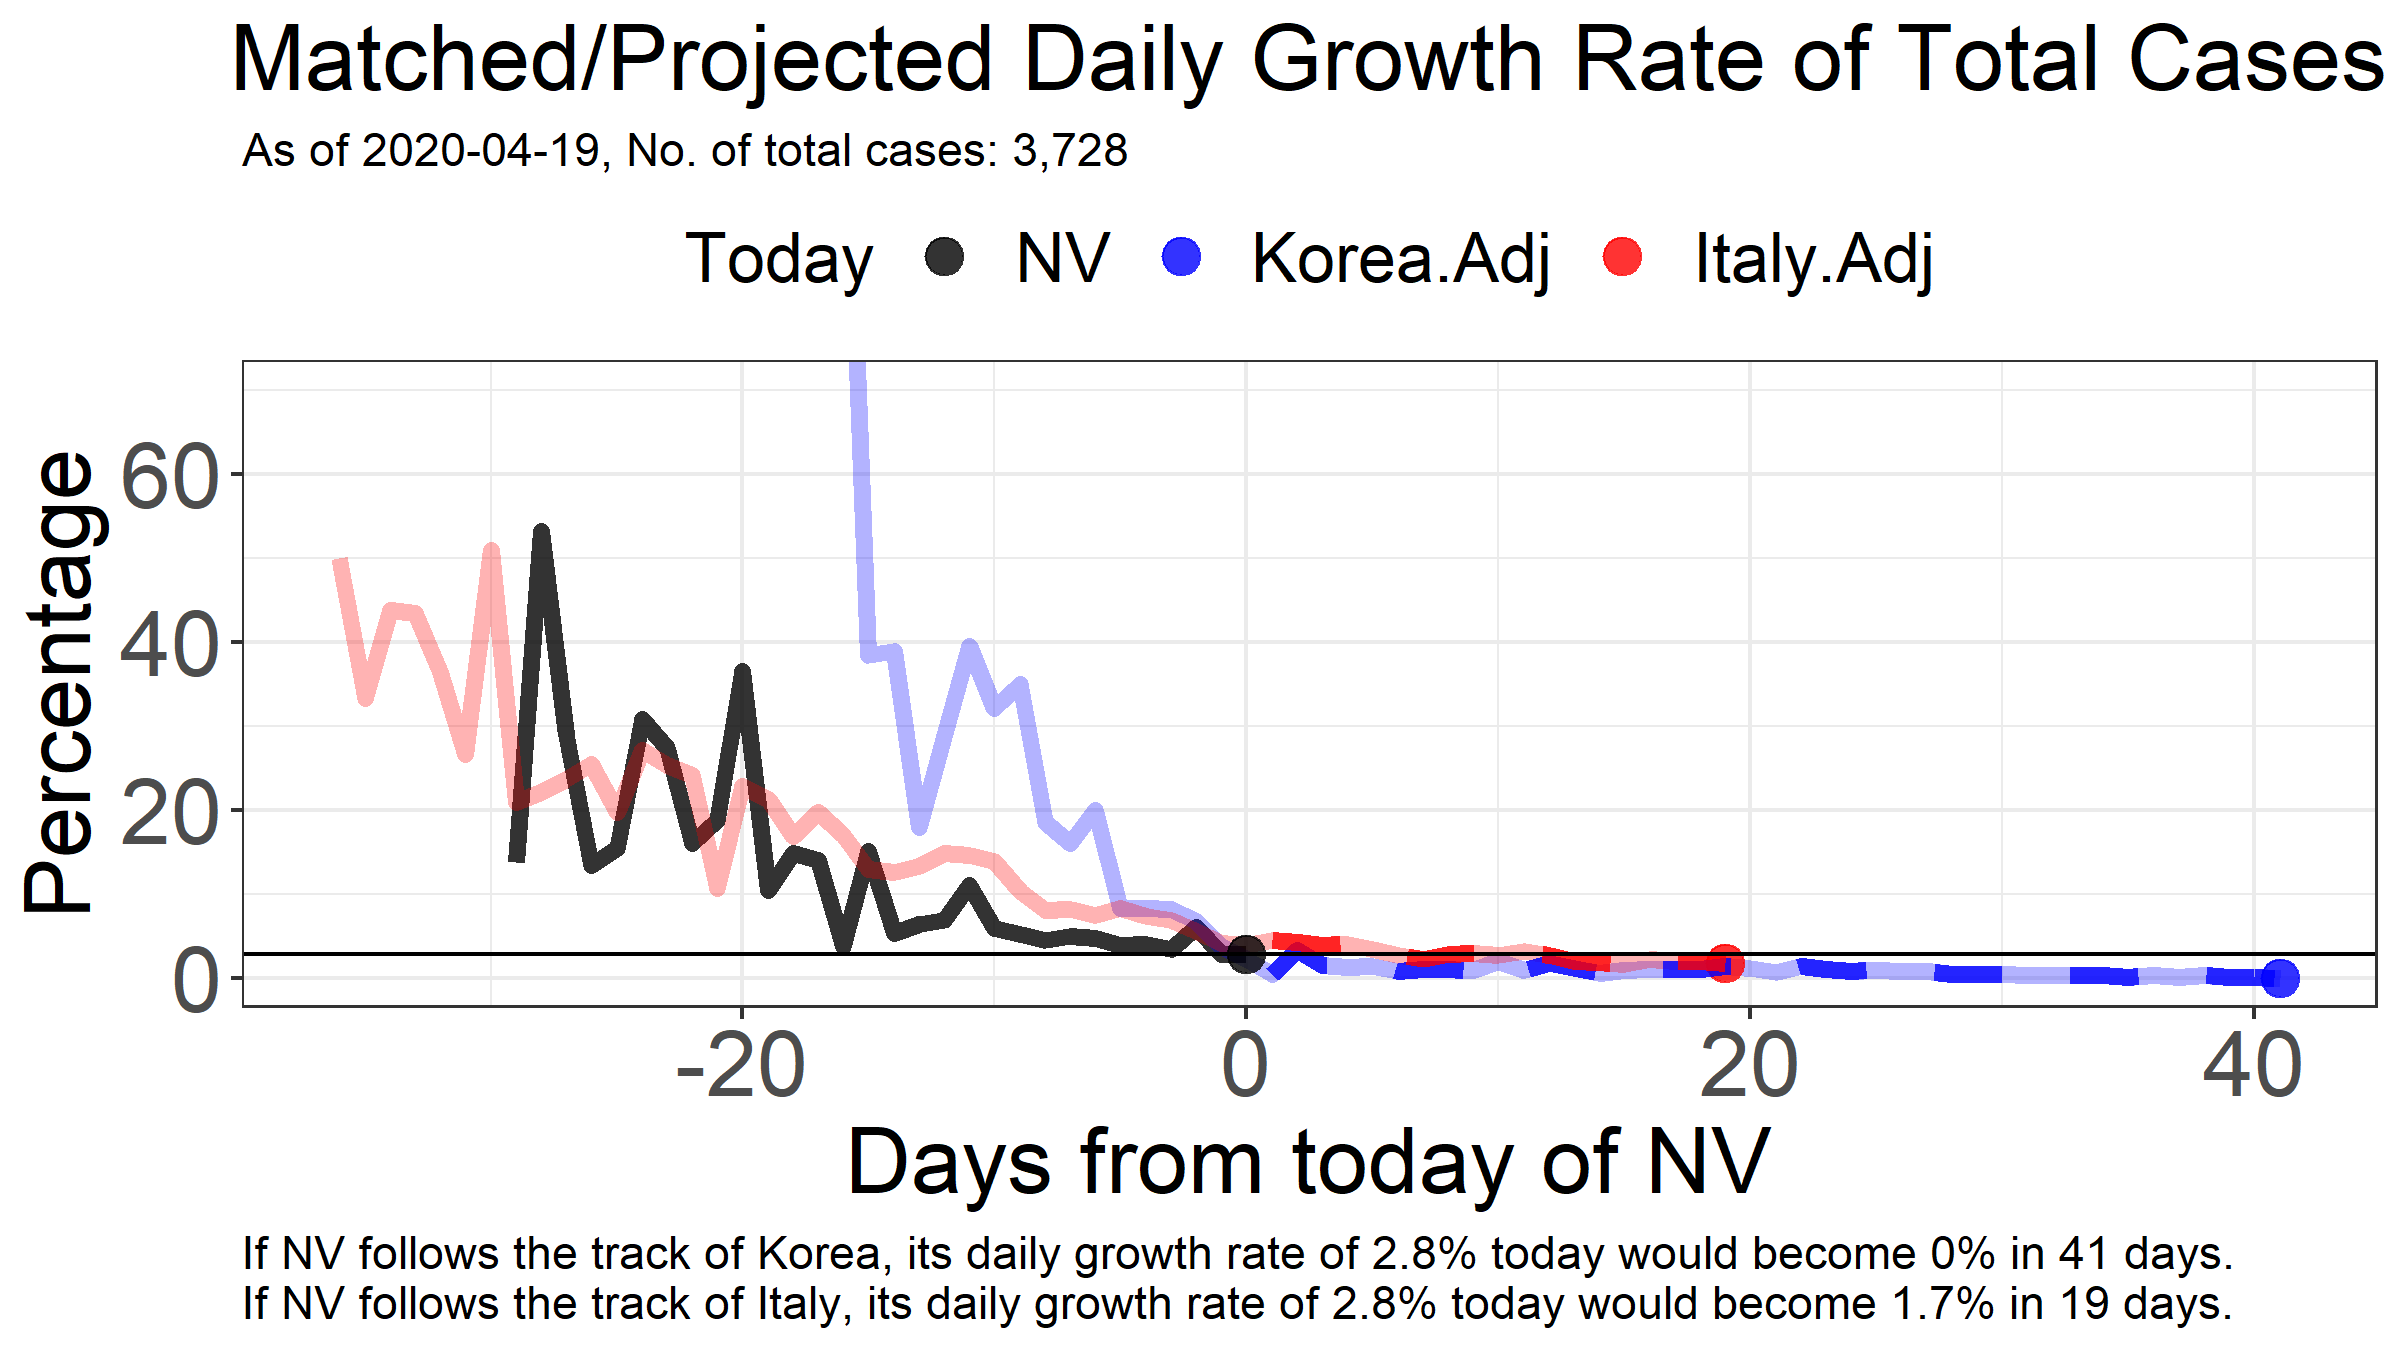 Matched/Projected Daily Growth Rate of Total Cases
As of 2020-04-19, No. of total cases: 3,728
Today NV Korea.Adj Italy.Adj
Percentage
60
40
20
0
-20 0 20 40
Days from today of NV
If NV follows the track of Korea, its daily growth rate of 2.8% today would become 0% in 41 days.
If NV follows the track of Italy, its daily growth rate of 2.8% today would become 1.7% in 19 days.